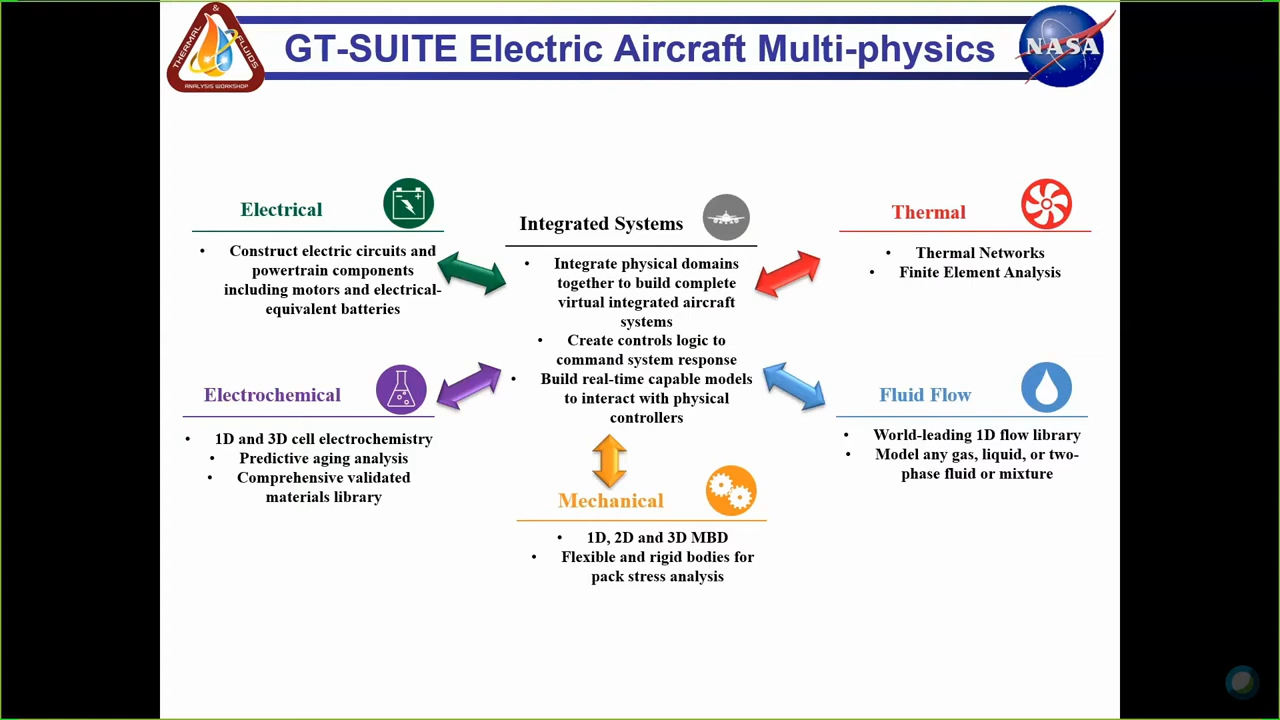 &
THERMAL
FLUIDS
ANALYSIS WORKSHOP
GT-SUITE Electric Aircraft Multi-physics
NASA
Electrical
• Construct electric circuits and
powertrain components
including motors and electrical-
equivalent batteries
Integrated Systems
• Integrate physical domains
together to build complete
virtual integrated aircraft
systems
• Create controls logic to
command system response
• Build real-time capable models
to interact with physical
controllers
Thermal
• Thermal Networks
• Finite Element Analysis
Electrochemical
• 1D and 3D cell electrochemistry
• Predictive aging analysis
• Comprehensive validated
materials library
Mechanical
• 1D, 2D and 3D MBD
• Flexible and rigid bodies for
pack stress analysis
Fluid Flow
• World-leading 1D flow library
• Model any gas, liquid, or two-
phase fluid or mixture